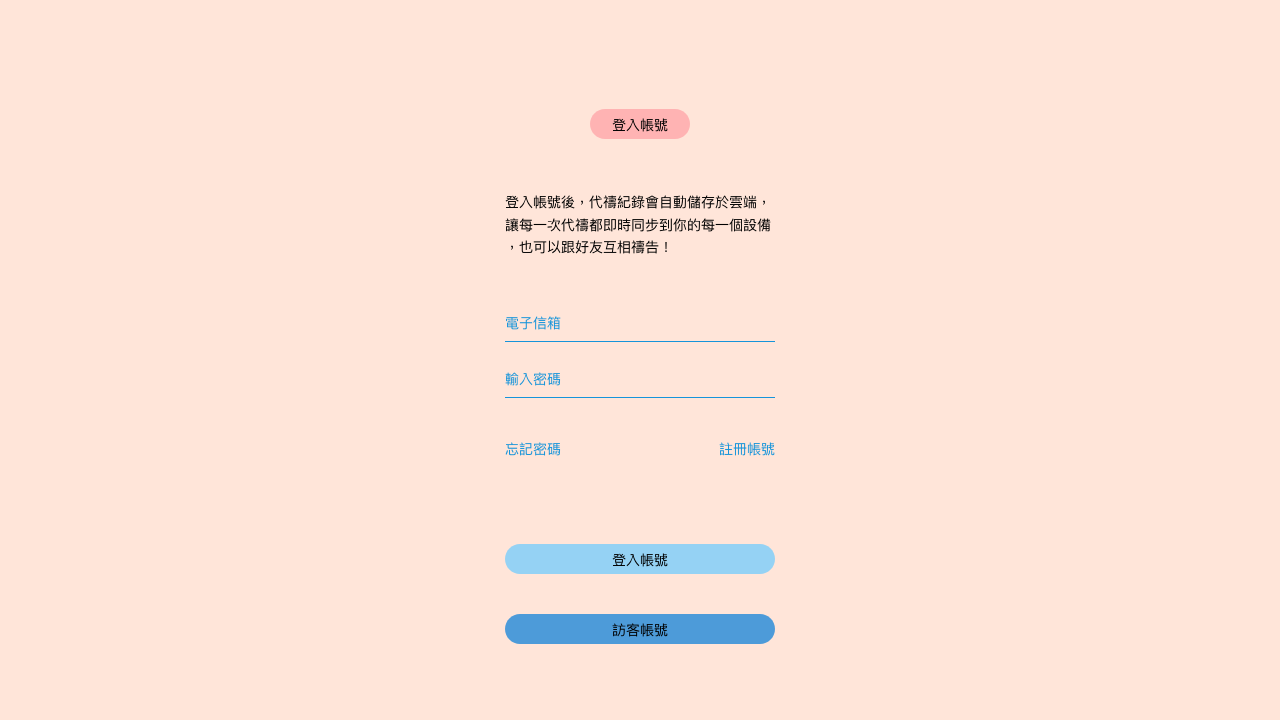 登入帳號
登入帳號後，代禱紀錄會自動儲存於雲端，
讓每一次代禱都即時同步到你的每一個設備
，也可以跟好友互相禱告！
電子信箱
輸入密碼
忘記密碼
註冊帳號
登入帳號
訪客帳號